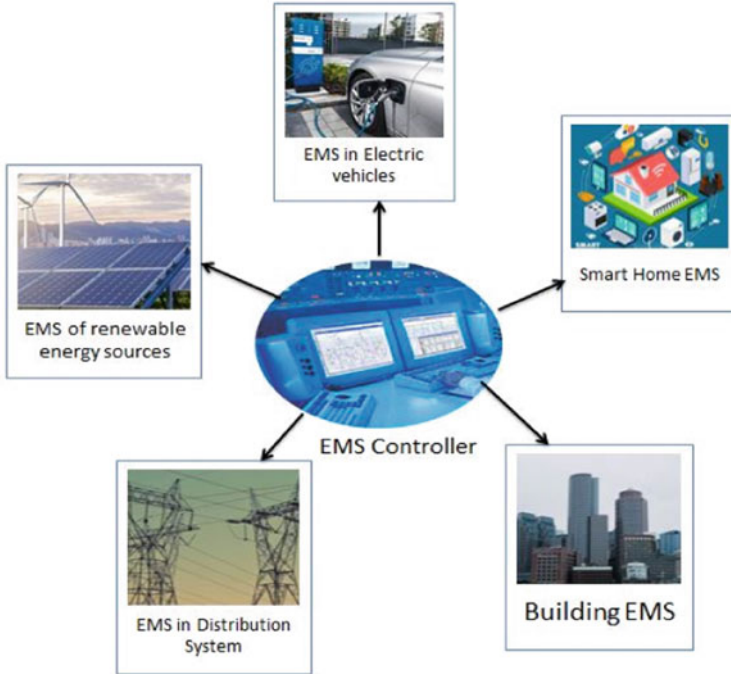 EMS in Electric
vehicles
SMART
Smart Home EMS
EMS of renewable
energy sources
EMS Controller
EMS in Distribution
System
Building EMS